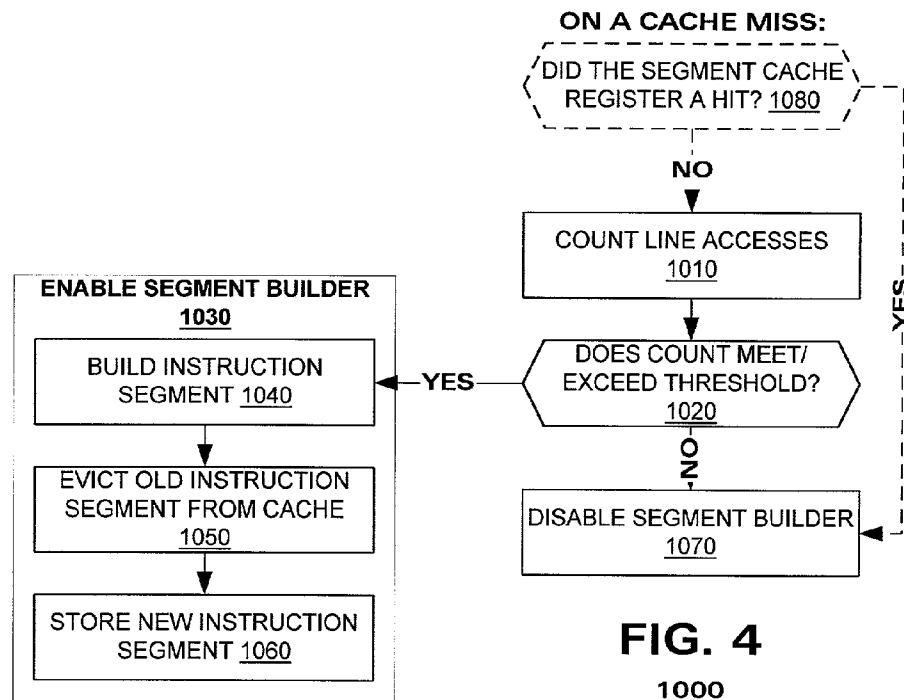 ON A CACHE MISS:
DID THE SEGMENT CACHE
REGISTER A HIT? 1080
YES
NO
COUNT LINE ACCESSES
1010
DOES COUNT MEET/
EXCEED THRESHOLD?
1020
YES
NO
DISABLE SEGMENT BUILDER
1070
ENABLE SEGMENT BUILDER
1030
BUILD INSTRUCTION
SEGMENT 1040
EVICT OLD INSTRUCTION
SEGMENT FROM CACHE
1050
STORE NEW INSTRUCTION
SEGMENT 1060
FIG. 4
1000